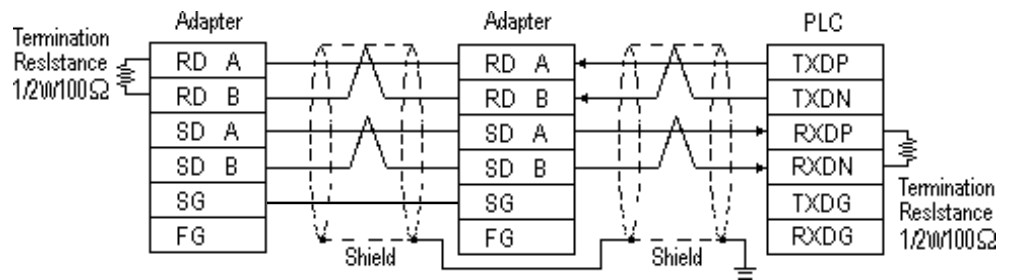 Adapter
Adapter
PLC
Termination
ResIstance
1/2W100Ω
RD A
RD B
SD A
SD B
SG
FG
RD A
RD B
SD A
SD B
SG
FG
TXDP
TXDN
RXDP
RXDN
TXDG
RXDG
Shield
Shield
Termination
ResIstance
1/2W100Ω